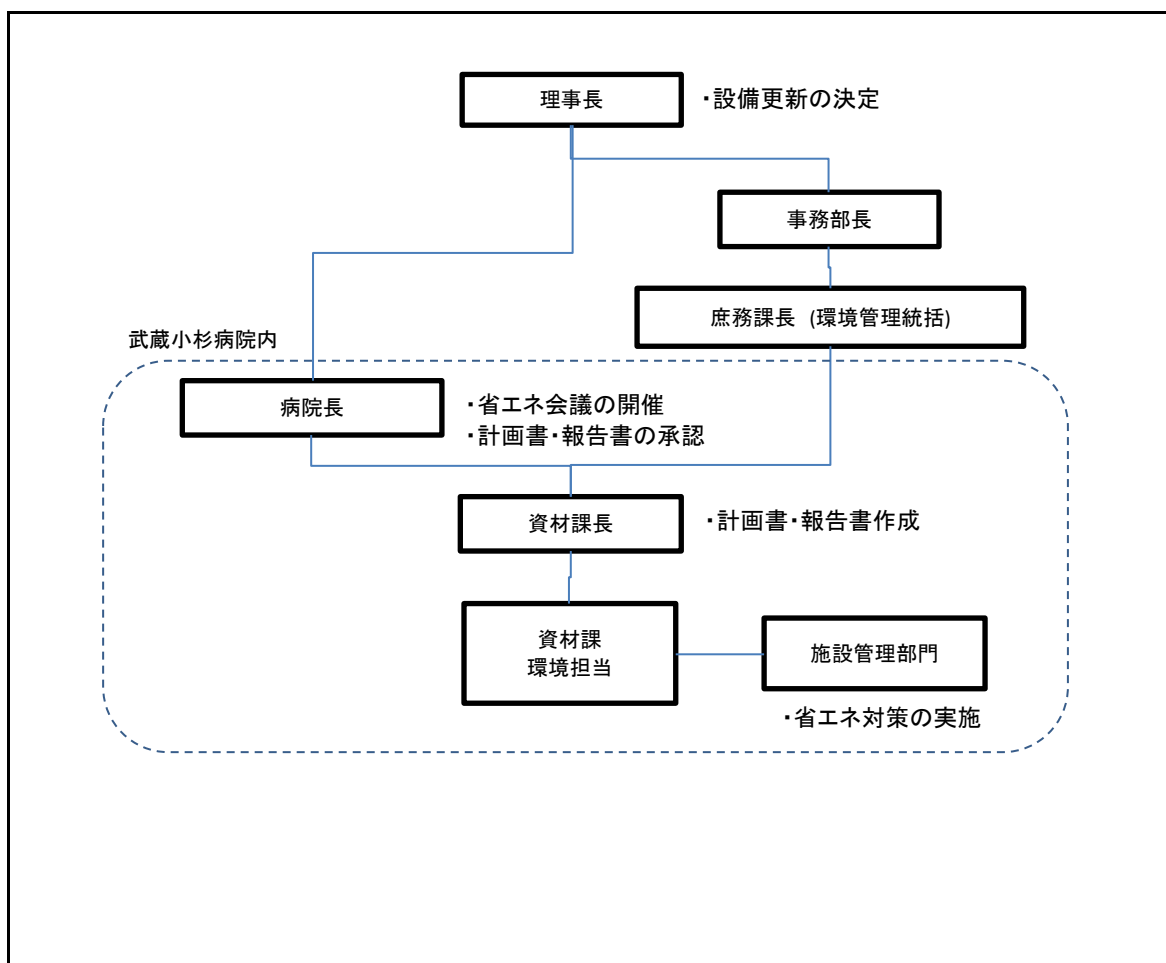 理事長
・設備更新の決定
事務部長
庶務課長 (環境管理統括)
武蔵小杉病院内
病院長
・省エネ会議の開催
・計画書・報告書の承認
資材課長
・計画書・報告書作成
資材課
環境担当
施設管理部門
・省エネ対策の実施